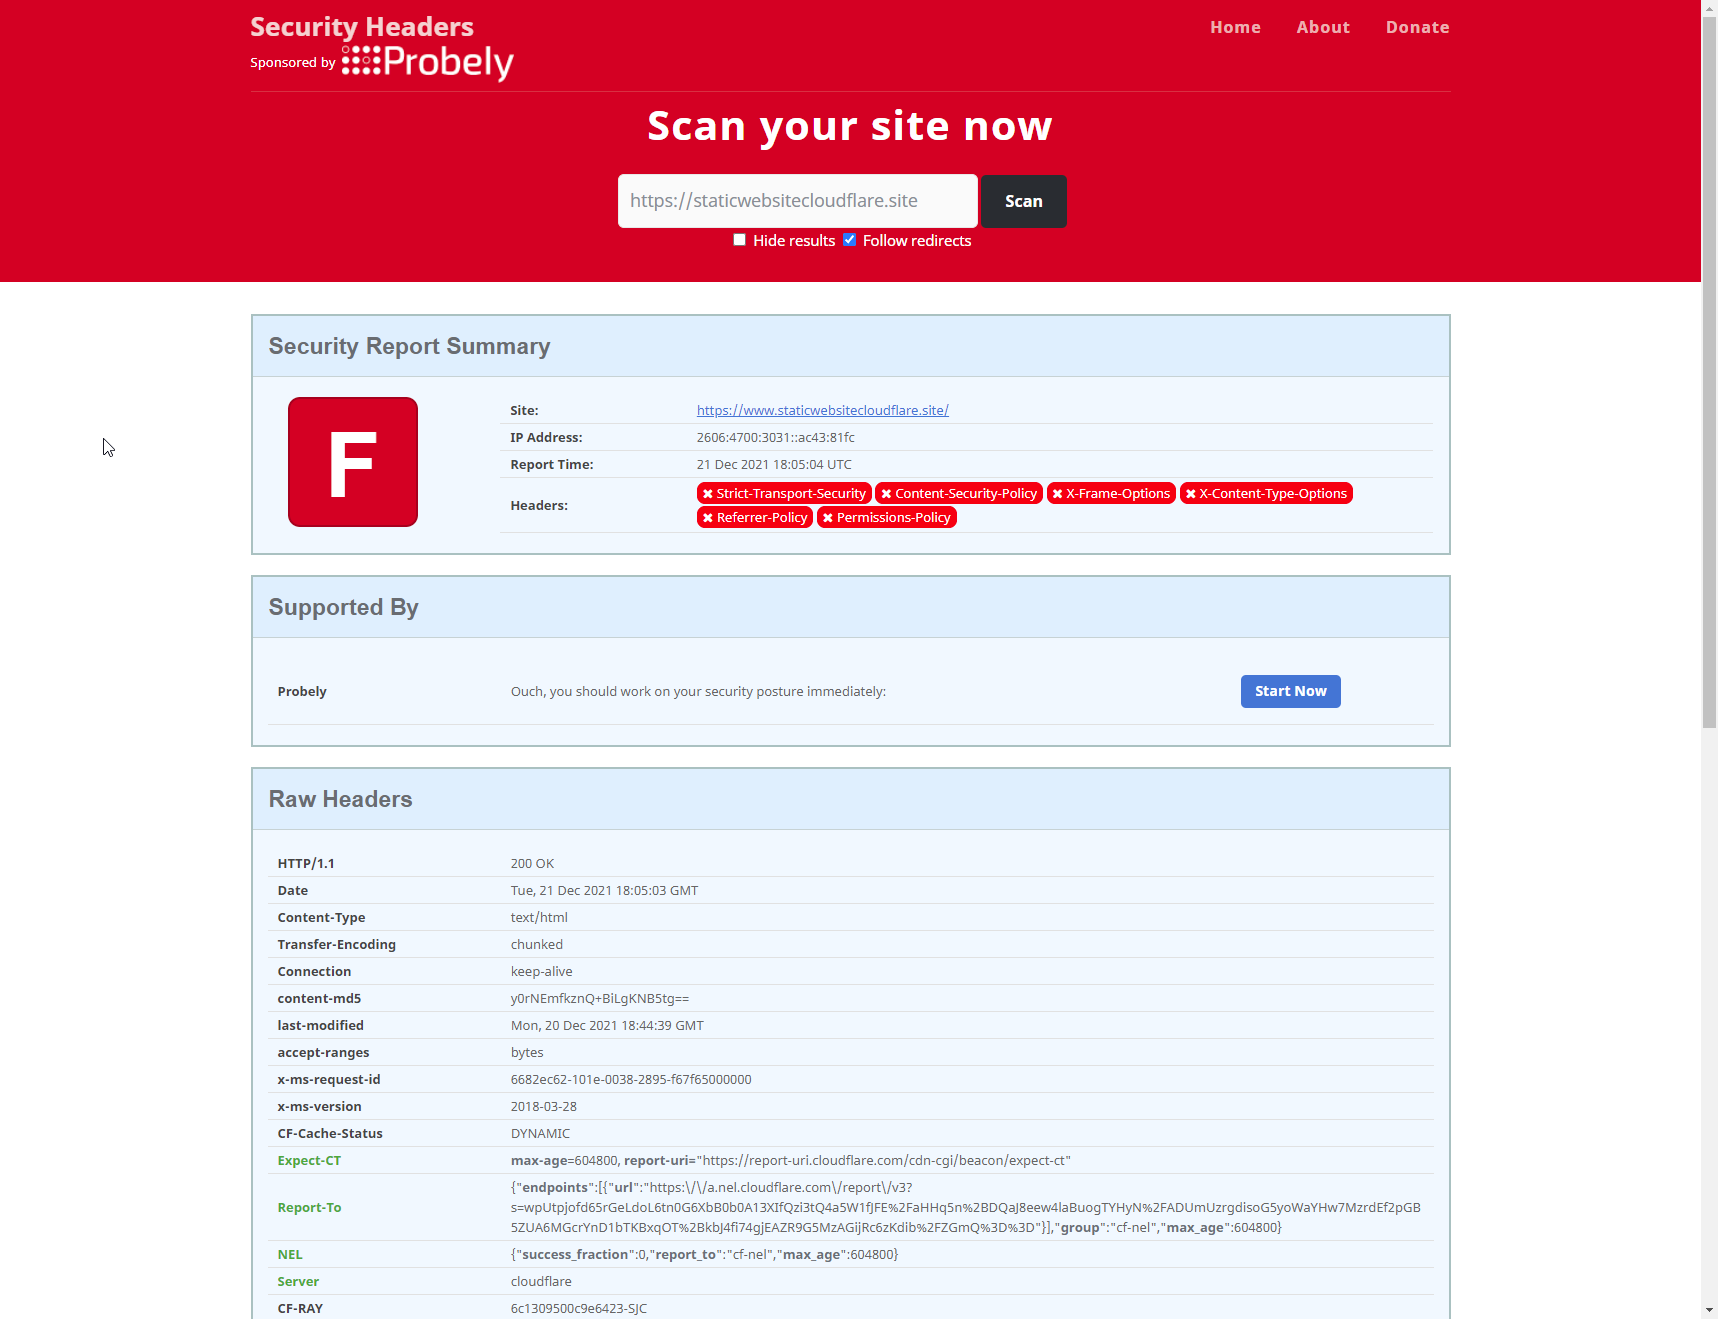 Security Headers
Home About Donate
Sponsored by Probely
Scan your site now
https://staticwebsitecloudflare.site Scan
Hide results Follow redirects
Security Report Summary
F
Site: https://www.staticwebsitecloudflare.site/
IP Address: 2606:4700:3031::ac43:81fc
Report Time: 21 Dec 2021 18:05:04 UTC
Headers: ✖ Strict-Transport-Security ✖ Content-Security-Policy ✖ X-Frame-Options ✖ X-Content-Type-Options
✖ Referrer-Policy ✖ Permissions-Policy
Supported By
Probely Ouch, you should work on your security posture immediately: Start Now
Raw Headers
HTTP/1.1 200 OK
Date Tue, 21 Dec 2021 18:05:03 GMT
Content-Type text/html
Transfer-Encoding chunked
Connection keep-alive
content-md5 y0rNEmfkznQ+BiLgKNB5tg==
last-modified Mon, 20 Dec 2021 18:44:39 GMT
accept-ranges bytes
x-ms-request-id 6682ec62-101e-0038-2895-f67f65000000
x-ms-version 2018-03-28
CF-Cache-Status DYNAMIC
Expect-CT max-age=604800, report-uri="https://report-uri.cloudflare.com/cdn-cgi/beacon/expect-ct"
Report-To {"endpoints":[{"url":"https:\/\/a.nel.cloudflare.com\/report\/v3?
s=wpUtpjofd65rGeLdoL6tn0G6XbB0b0A13XIfQzi3tQ4a5W1fJFE%2FaHHq5n%2BDQaJ8eew4laBuogTYHyN%2FADUmUzrgdisoG5yoWaYHw7MzrdEf2pGB
5ZUA6MGcrYnD1bTKBxqOT%2BkbJ4fi74gjEAZR9G5MzAGijRc6zKdib%2FZGmQ%3D%3D"}],"group":"cf-nel","max_age":604800}
NEL {"success_fraction":0,"report_to":"cf-nel","max_age":604800}
Server cloudflare
CF-RAY 6c1309500c9e6423-SJC